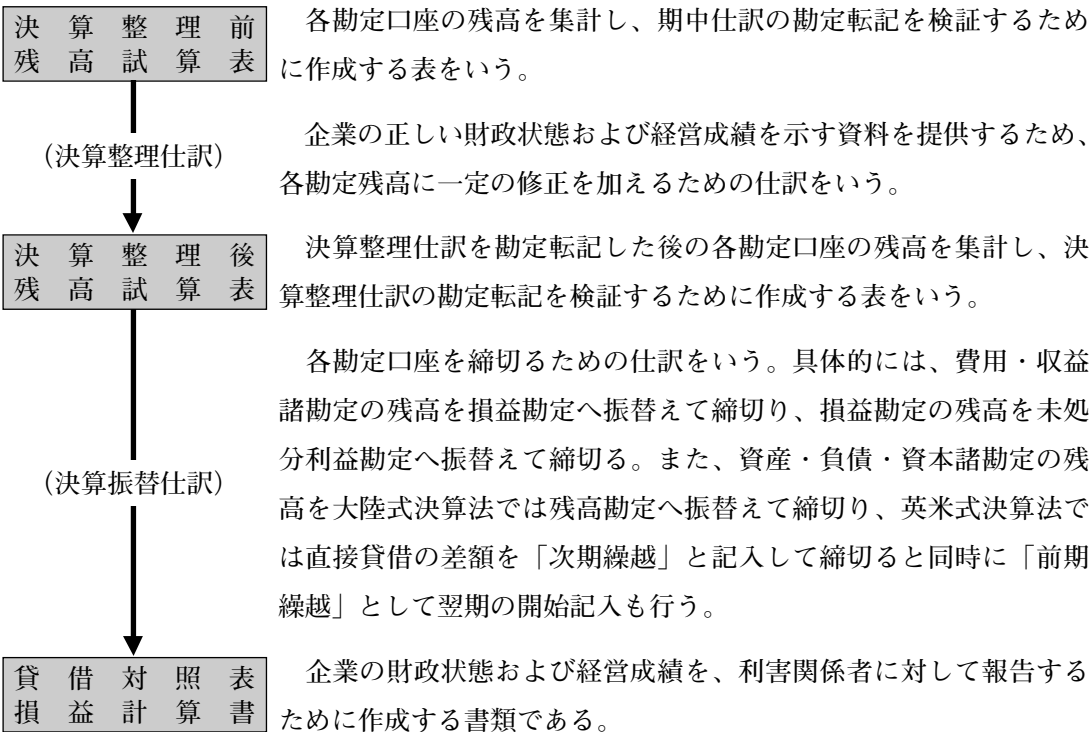 決算整理前
残高試算表
各勘定口座の残高を集計し、期中仕訳の勘定転記を検証するため
に作成する表をいう。
(決算整理仕訳)
企業の正しい財政状態および経営成績を示す資料を提供するため、
各勘定残高に一定の修正を加えるための仕訳をいう。
決算整理後
残高試算表
決算整理仕訳を勘定転記した後の各勘定口座の残高を集計し、決
算整理仕訳の勘定転記を検証するために作成する表をいう。
(決算振替仕訳)
各勘定口座を締切るための仕訳をいう。具体的には、費用・収益
諸勘定の残高を損益勘定へ振替えて締切り、損益勘定の残高を未処
分利益勘定へ振替えて締切る。また、資産・負債・資本諸勘定の残
高を大陸式決算法では残高勘定へ振替えて締切り、英米式決算法で
は直接貸借の差額を「次期繰越」と記入して締切ると同時に「前期
繰越」として翌期の開始記入も行う。
貸借対照表
損益計算書
企業の財政状態および経営成績を、利害関係者に対して報告する
ために作成する書類である。